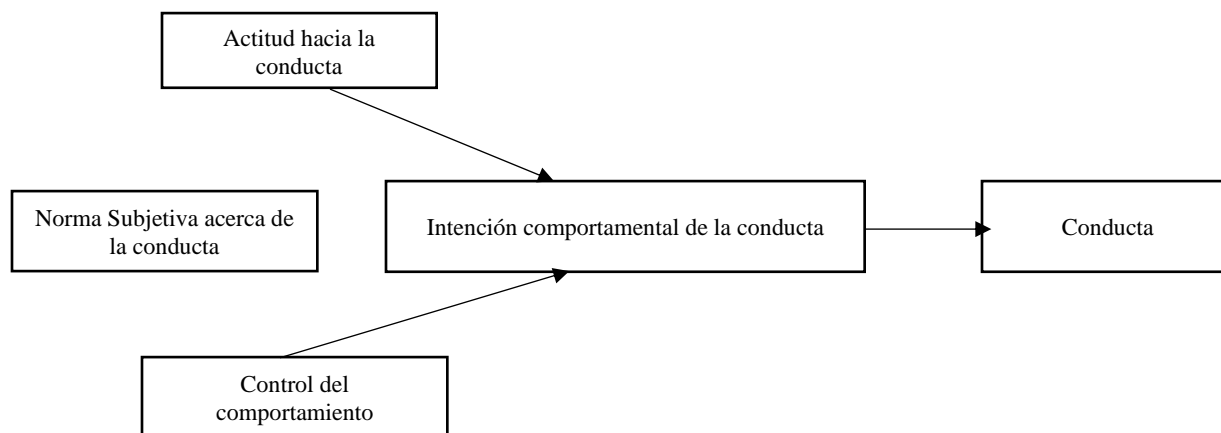 Actitud hacia la
conducta
Norma Subjetiva acerca de
la conducta
Intención comportamental de la conducta
Conducta
Control del
comportamiento